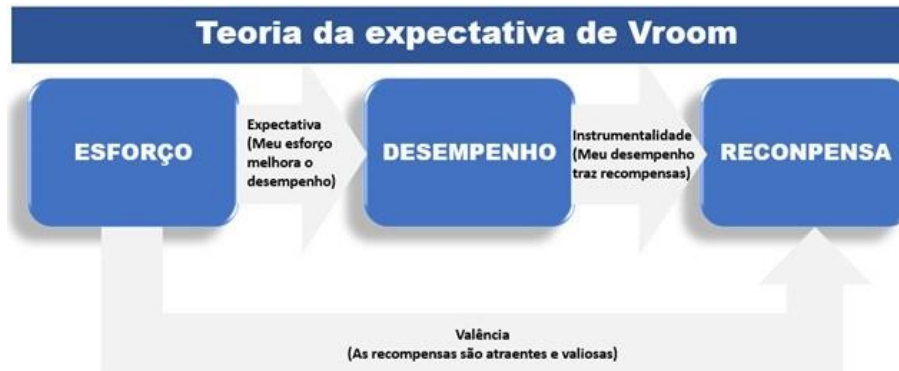 Teoria da expectativa de Vroom
ESFORÇO
Expectativa
(Meu esforço
melhora o
desempenho)
DESEMPENHO
Instrumentalidade
(Meu desempenho
traz recompensas)
RECONPENSA
Valência
(As recompensas são atraentes e valiosas)